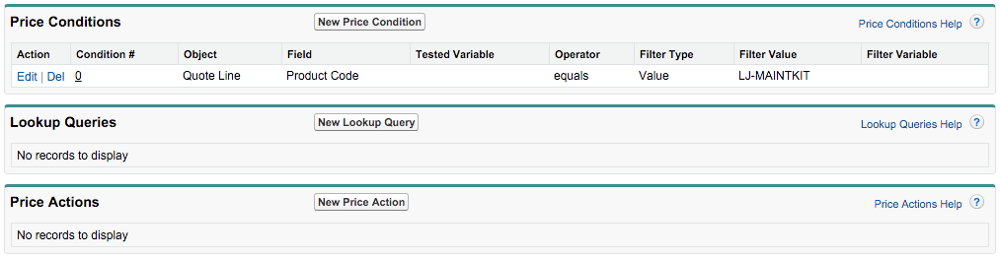 Price Conditions New Price Condition Price Conditions Help ?
Action Condition # Object Field Tested Variable Operator Filter Type Filter Value Filter Variable
Edit | Del 0 Quote Line Product Code equals Value LJ-MAINTKIT
Lookup Queries New Lookup Query Lookup Queries Help ?
No records to display
Price Actions New Price Action Price Actions Help ?
No records to display